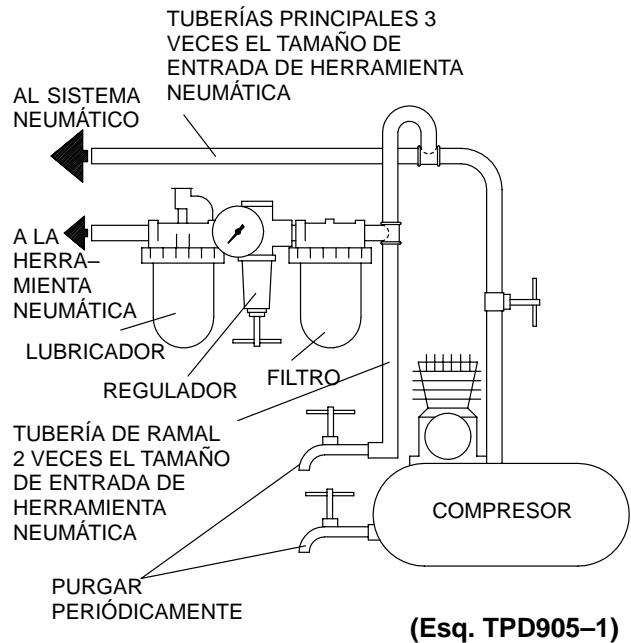 TUBERÍAS PRINCIPALES 3
VECES EL TAMAÑO DE
ENTRADA DE HERRAMIENTA
NEUMÁTICA
AL SISTEMA
NEUMÁTICO
A LA
HERRA–
MIENTA
NEUMÁTICA
LUBRICADOR
REGULADOR
FILTRO
TUBERÍA DE RAMAL
2 VECES EL TAMAÑO
DE ENTRADA DE
HERRAMIENTA
NEUMÁTICA
COMPRESOR
PURGAR
PERIÓDICAMENTE
(Esq. TPD905–1)